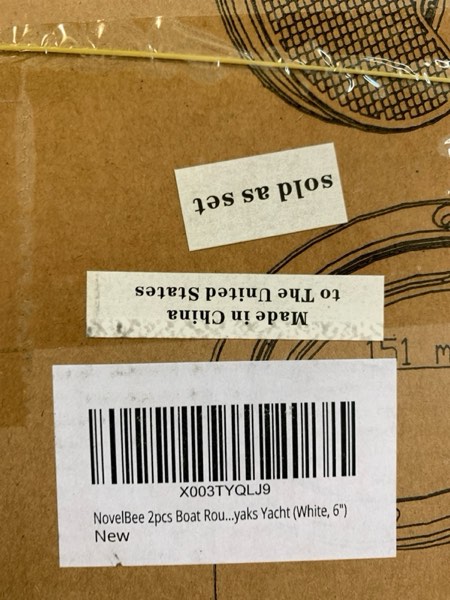 sold as set
Made in China
to The United States
151 m
X003TYQLJ9
NovelBee 2pcs Boat Rou...yaks Yacht (White, 6")
New